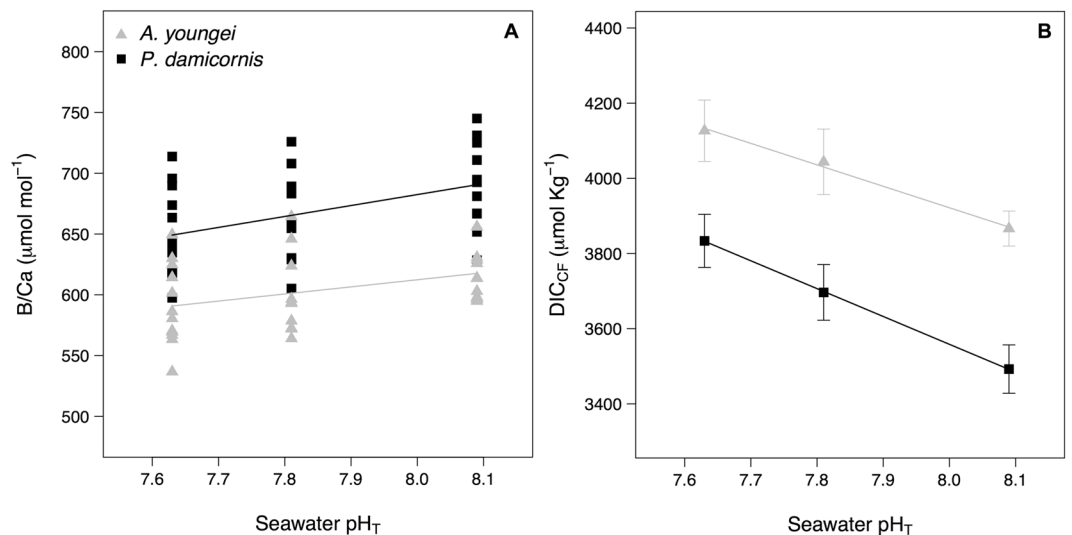 A. youngei
P. damicornis
A
800
750
700
650
600
550
500
B/Ca (μmol mol⁻¹)
7.6 7.7 7.8 7.9 8.0 8.1
Seawater pH_T
B
4400
4200
4000
3800
3600
3400
DIC_CF (μmol Kg⁻¹)
7.6 7.7 7.8 7.9 8.0 8.1
Seawater pH_T